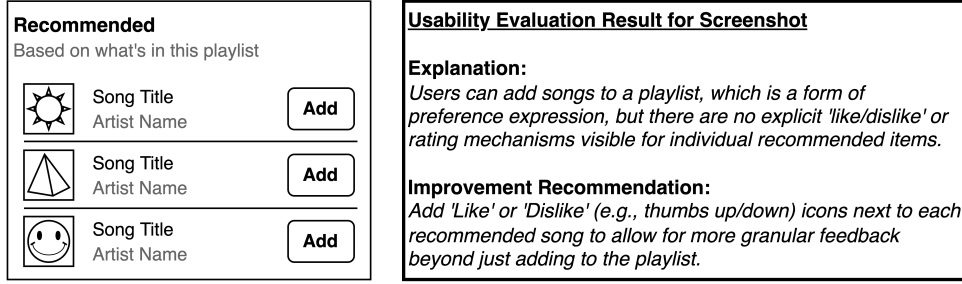 Recommended
Based on what's in this playlist
Song Title
Artist Name
Add
Song Title
Artist Name
Add
Song Title
Artist Name
Add
Usability Evaluation Result for Screenshot
Explanation:
Users can add songs to a playlist, which is a form of
preference expression, but there are no explicit 'like/dislike' or
rating mechanisms visible for individual recommended items.
Improvement Recommendation:
Add 'Like' or 'Dislike' (e.g., thumbs up/down) icons next to each
recommended song to allow for more granular feedback
beyond just adding to the playlist.